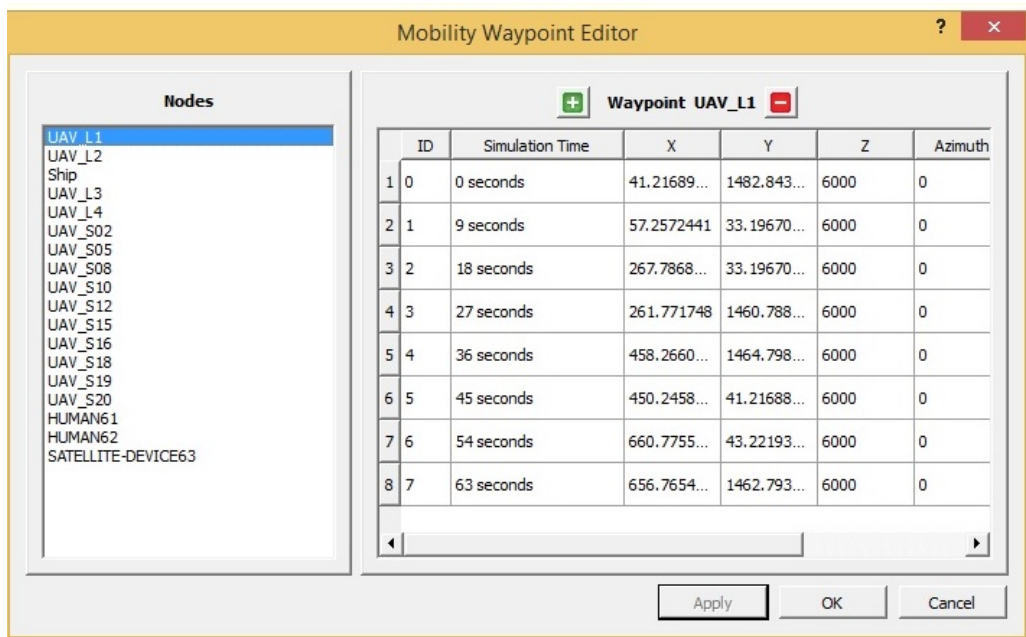 Mobility Waypoint Editor
?
×
Nodes
UAV_L1
UAV_L2
Ship
UAV_L3
UAV_L4
UAV_S02
UAV_S05
UAV_S08
UAV_S10
UAV_S12
UAV_S15
UAV_S16
UAV_S18
UAV_S19
UAV_S20
HUMAN61
HUMAN62
SATELLITE-DEVICE63
Waypoint UAV_L1
ID Simulation Time X Y Z Azimuth
1 0 0 seconds 41.21689... 1482.843... 6000 0
2 1 9 seconds 57.2572441 33.19670... 6000 0
3 2 18 seconds 267.7868... 33.19670... 6000 0
4 3 27 seconds 261.771748 1460.788... 6000 0
5 4 36 seconds 458.2660... 1464.798... 6000 0
6 5 45 seconds 450.2458... 41.21688... 6000 0
7 6 54 seconds 660.7755... 43.22193... 6000 0
8 7 63 seconds 656.7654... 1462.793... 6000 0
Apply OK Cancel